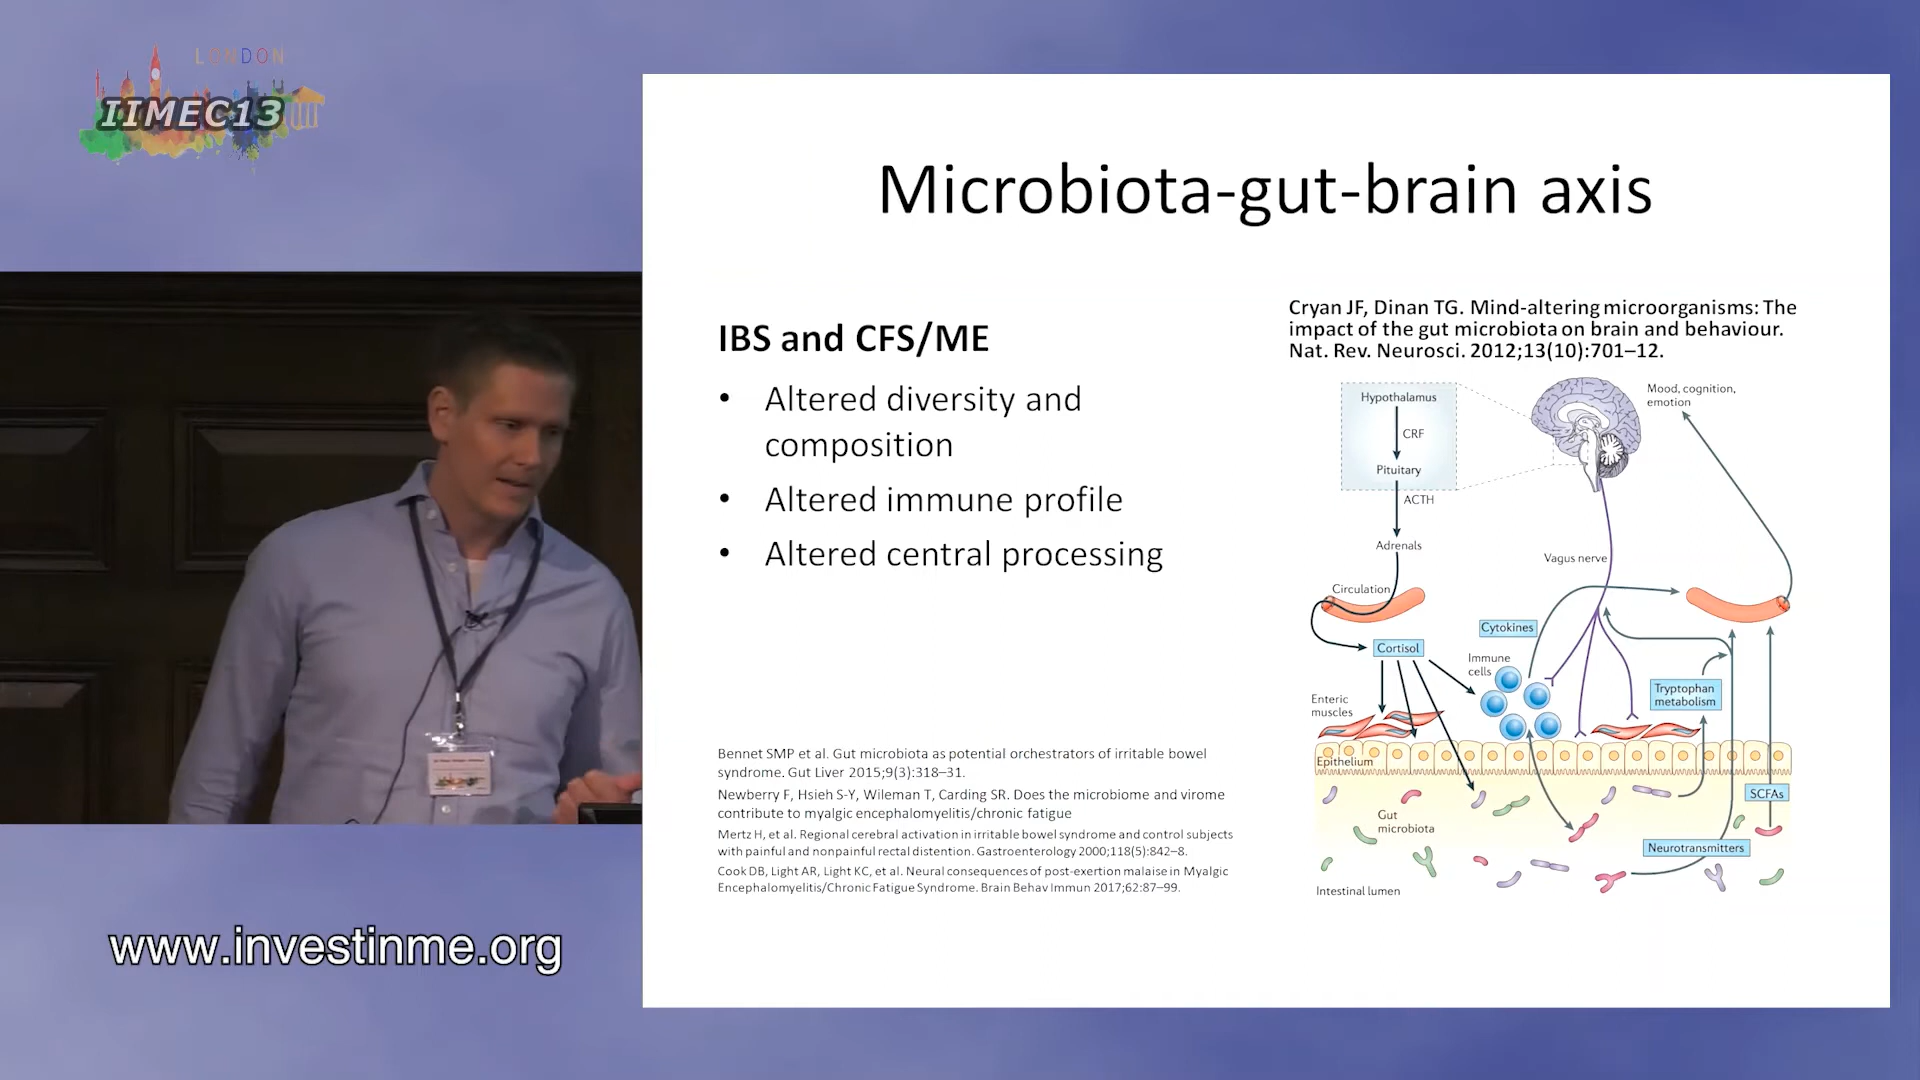 LONDON
IIMEC13
Microbiota-gut-brain axis
IBS and CFS/ME
• Altered diversity and
composition
• Altered immune profile
• Altered central processing
Bennet SMP et al. Gut microbiota as potential orchestrators of irritable bowel
syndrome. Gut Liver 2015;9(3):318–31.
Newberry F, Hsieh S-Y, Wileman T, Carding SR. Does the microbiome and virome
contribute to myalgic encephalomyelitis/chronic fatigue
Mertz H, et al. Regional cerebral activation in irritable bowel syndrome and control subjects
with painful and nonpainful rectal distention. Gastroenterology 2000;118(5):842–8.
Cook DB, Light AR, Light KC, et al. Neural consequences of post-exertion malaise in Myalgic
Encephalomyelitis/Chronic Fatigue Syndrome. Brain Behav Immun 2017;62:87–99.
Cryan JF, Dinan TG. Mind-altering microorganisms: The
impact of the gut microbiota on brain and behaviour.
Nat. Rev. Neurosci. 2012;13(10):701–12.
Hypothalamus
CRF
Pituitary
ACTH
Adrenals
Circulation
Cortisol
Mood, cognition,
emotion
Vagus nerve
Cytokines
Immune
cells
Enteric
muscles
Tryptophan
metabolism
Epithelium
SCFAs
Gut
microbiota
Neurotransmitters
Intestinal lumen
www.investinme.org